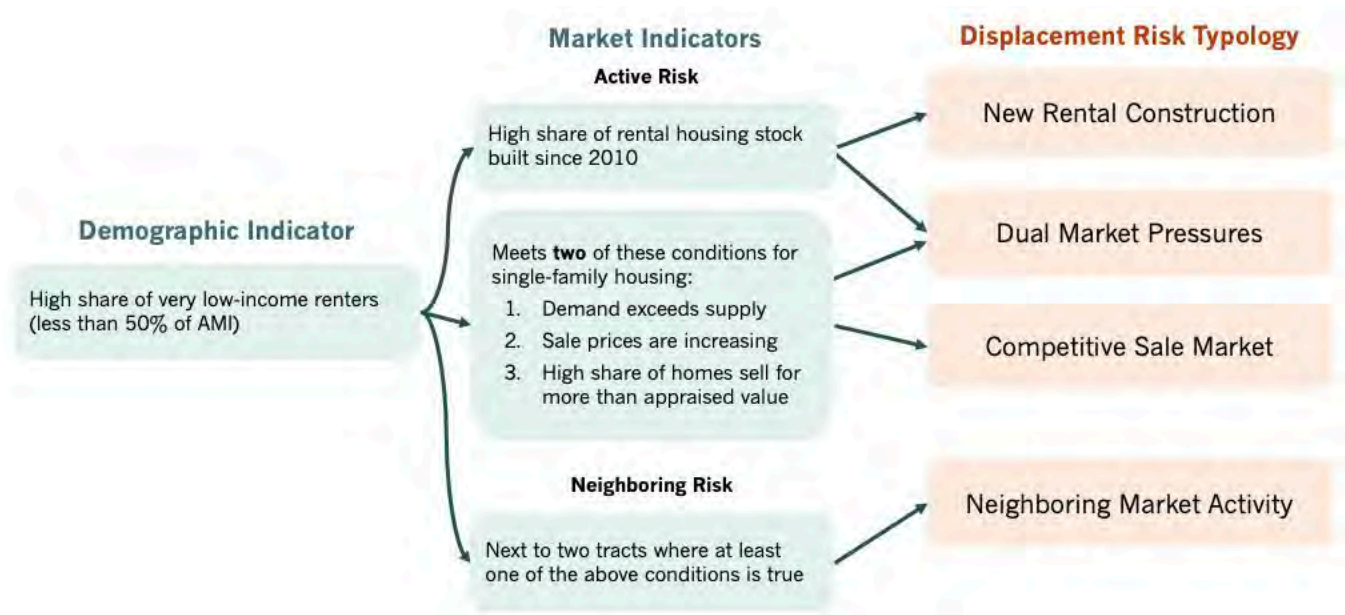 Demographic Indicator
High share of very low-income renters
(less than 50% of AMI)
Market Indicators
Active Risk
High share of rental housing stock
built since 2010
Meets two of these conditions for
single-family housing:
1. Demand exceeds supply
2. Sale prices are increasing
3. High share of homes sell for
more than appraised value
Neighboring Risk
Next to two tracts where at least
one of the above conditions is true
Displacement Risk Typology
New Rental Construction
Dual Market Pressures
Competitive Sale Market
Neighboring Market Activity